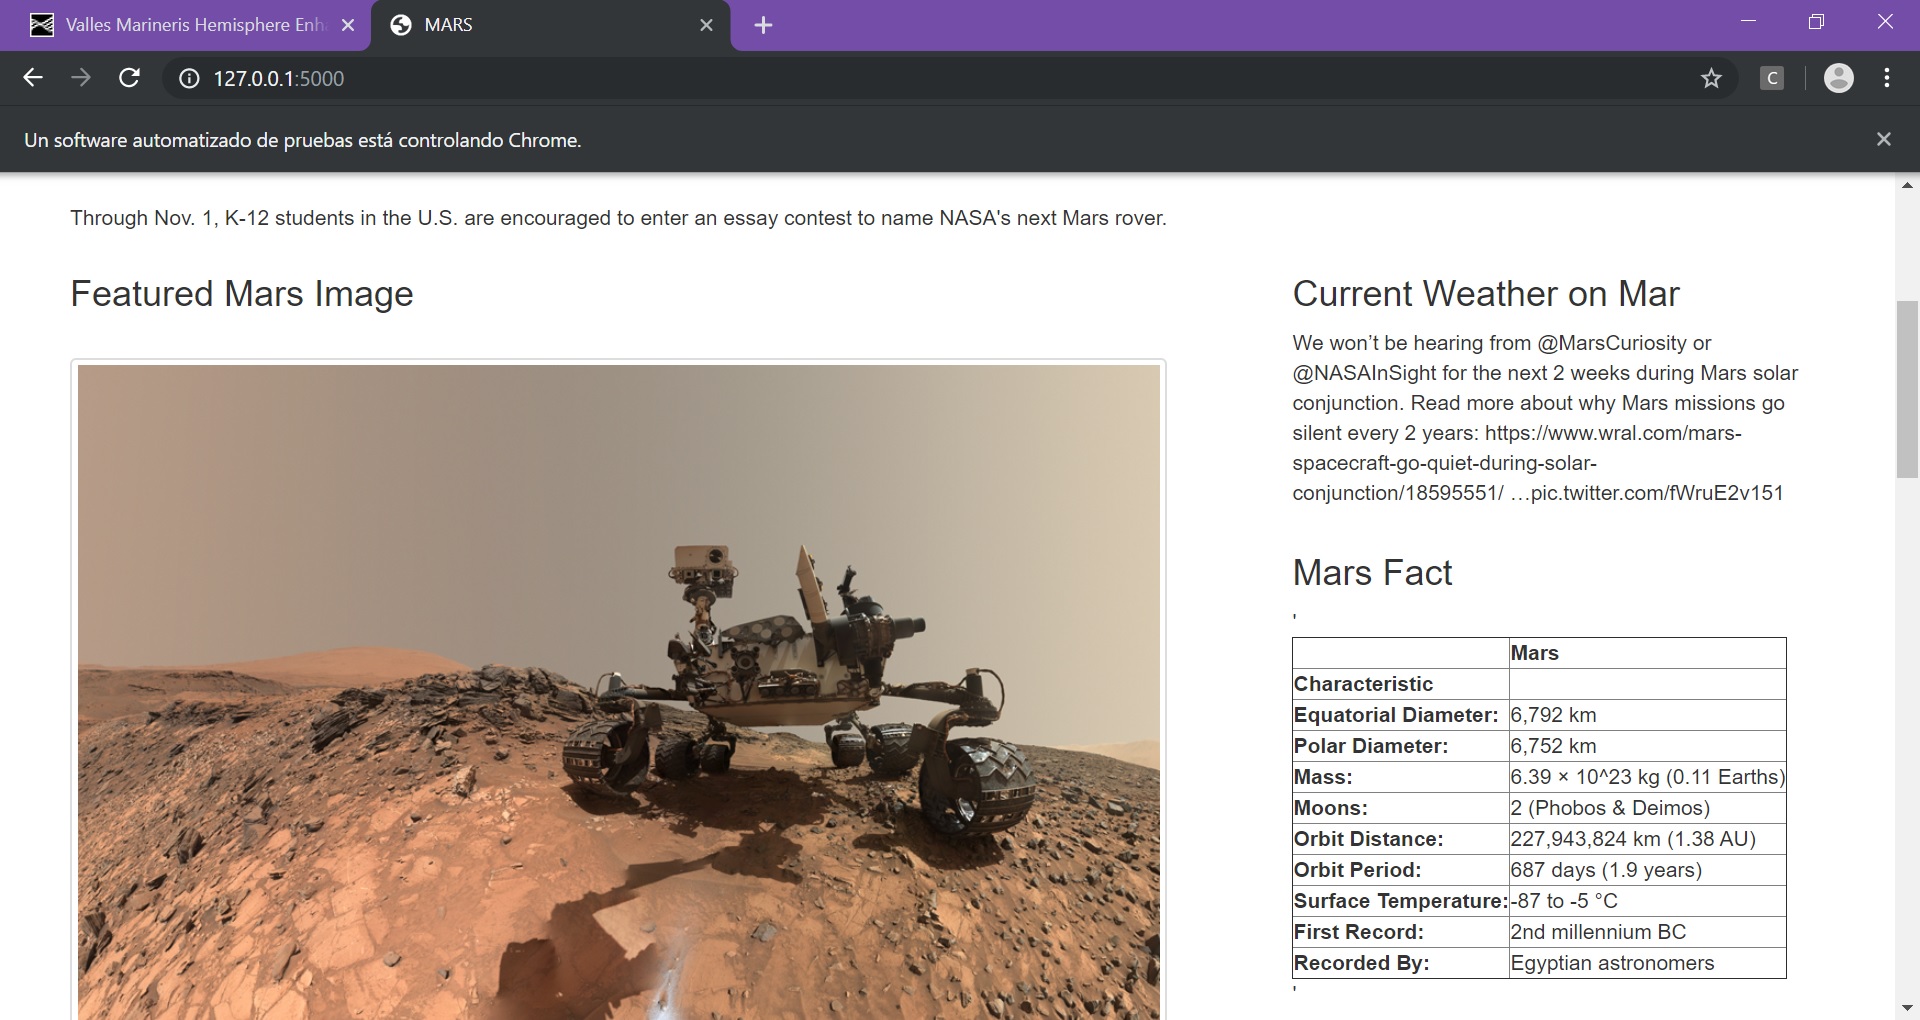 Valles Marineris Hemisphere Enh
MARS
127.0.0.1:5000
C
Un software automatizado de pruebas está controlando Chrome.
Through Nov. 1, K-12 students in the U.S. are encouraged to enter an essay contest to name NASA's next Mars rover.
Featured Mars Image
Current Weather on Mar
We won’t be hearing from @MarsCuriosity or
@NASAInSight for the next 2 weeks during Mars solar
conjunction. Read more about why Mars missions go
silent every 2 years: https://www.wral.com/mars-
spacecraft-go-quiet-during-solar-
conjunction/18595551/ …pic.twitter.com/fWruE2v151
Mars Fact
'
Mars
Characteristic
Equatorial Diameter: 6,792 km
Polar Diameter: 6,752 km
Mass: 6.39 × 10^23 kg (0.11 Earths)
Moons: 2 (Phobos & Deimos)
Orbit Distance: 227,943,824 km (1.38 AU)
Orbit Period: 687 days (1.9 years)
Surface Temperature: -87 to -5 °C
First Record: 2nd millennium BC
Recorded By: Egyptian astronomers
'